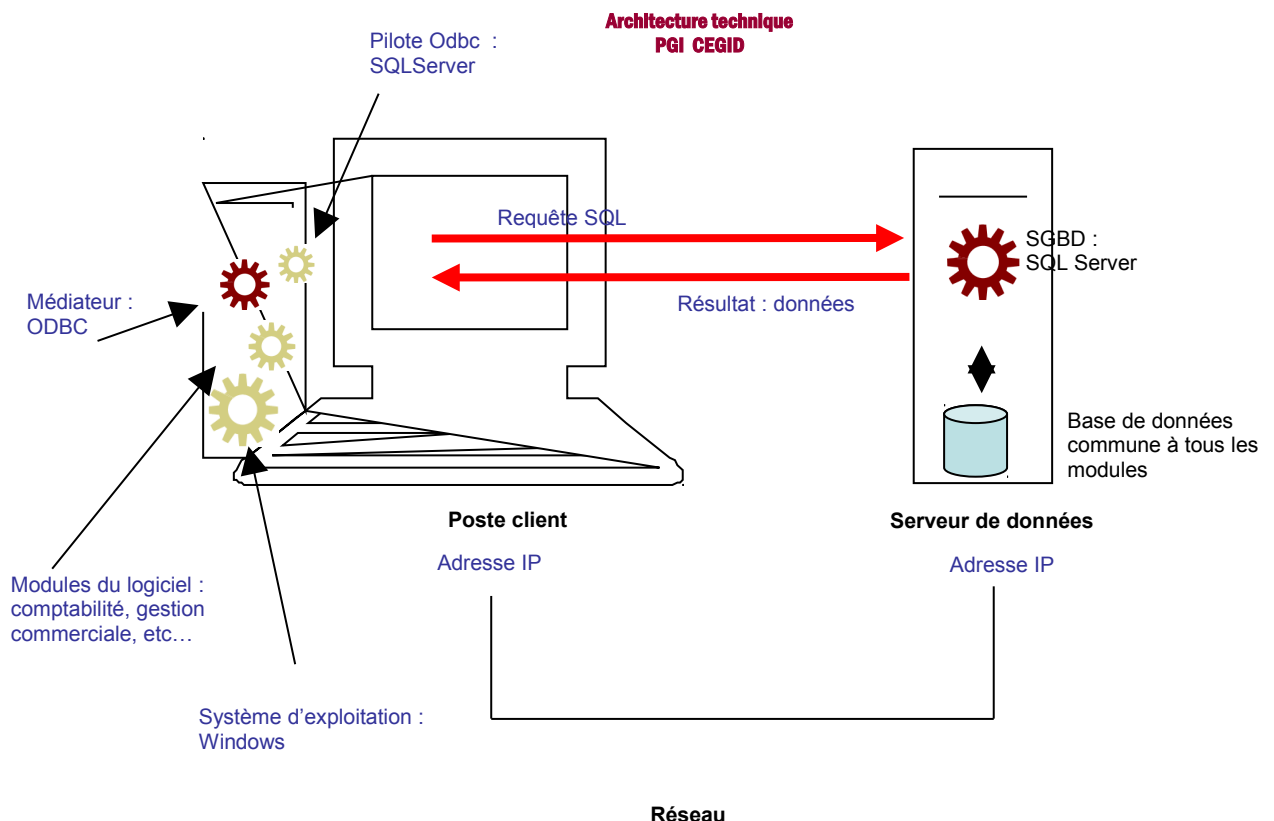 Architecture technique
PGI CEGID
Pilote Odbc :
SQLServer
Requête SQL
SGBD :
SQL Server
Résultat : données
Médiateur :
ODBC
Base de données
commune à tous les
modules
Poste client
Serveur de données
Adresse IP
Adresse IP
Modules du logiciel :
comptabilité, gestion
commerciale, etc…
Système d’exploitation :
Windows
Réseau